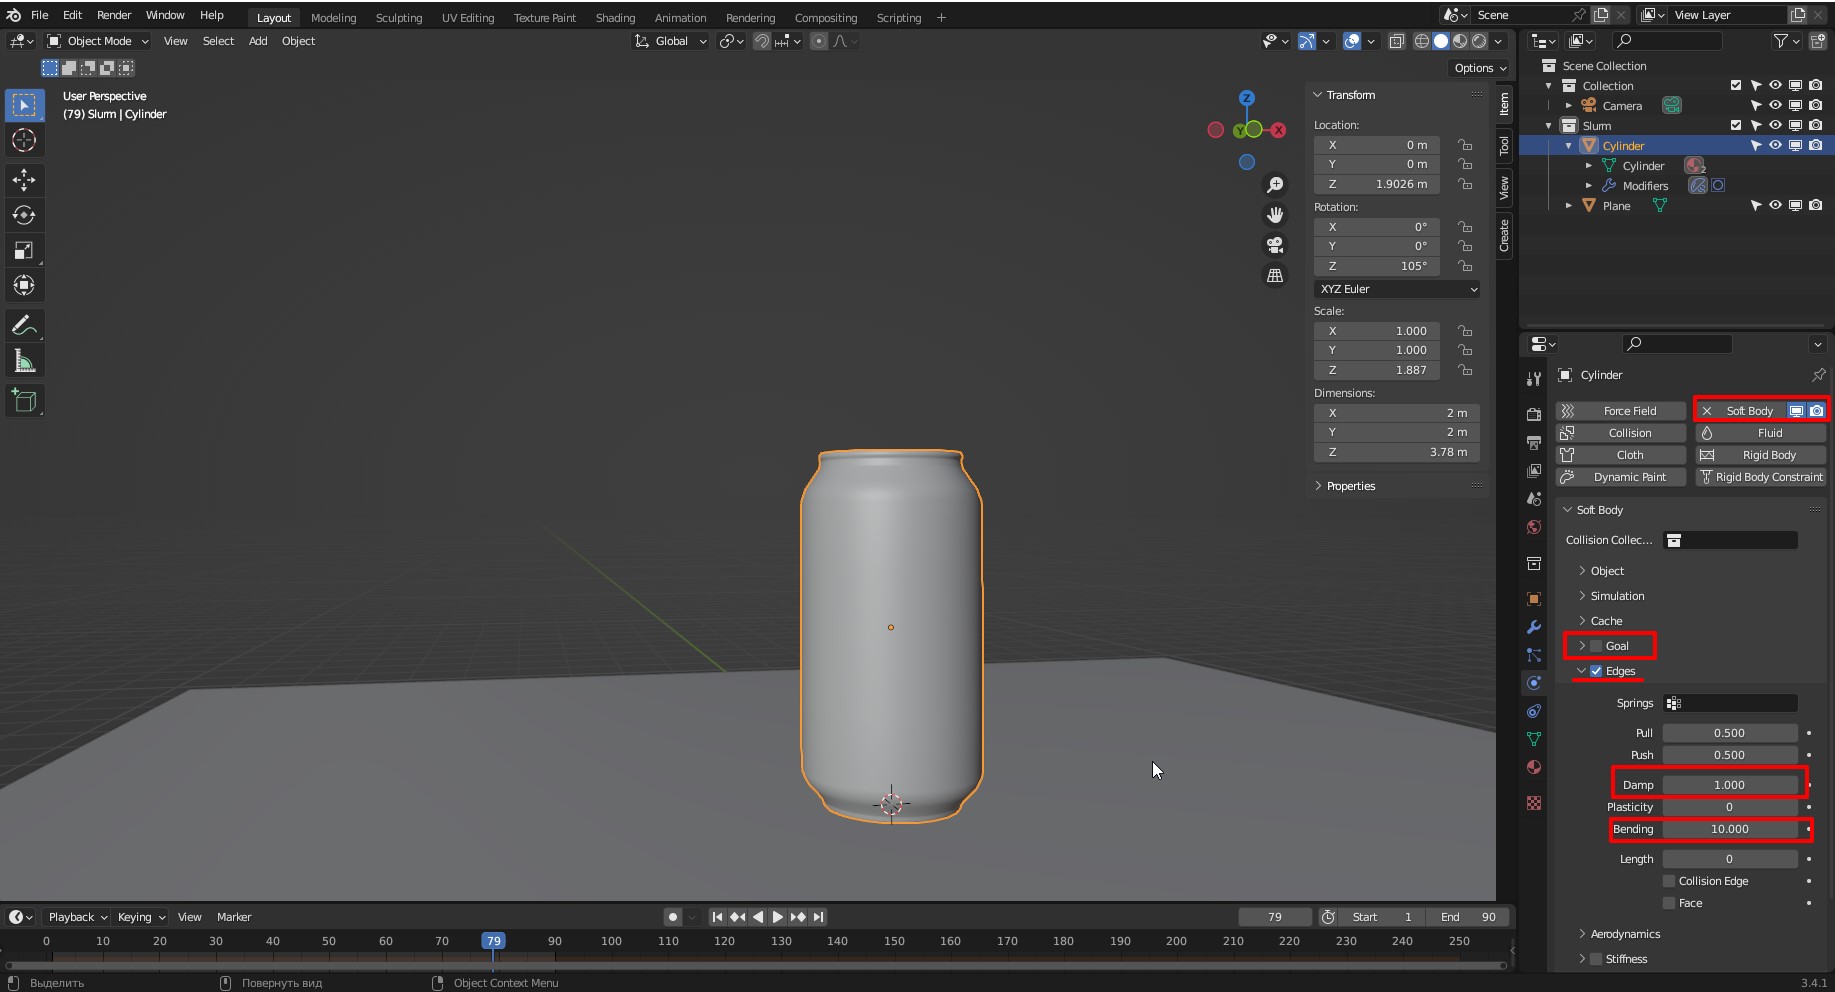 File Edit Render Window Help Layout Modeling Sculpting UV Editing Texture Paint Shading Animation Rendering Compositing Scripting + Scene View Layer
Object Mode View Select Add Object Global
Options
User Perspective
(79) Slurm | Cylinder
Z
Y
X
Transform
Location:
X 0 m
Y 0 m
Z 1.9026 m
Rotation:
X 0°
Y 0°
Z 105°
XYZ Euler
Scale:
X 1.000
Y 1.000
Z 1.887
Dimensions:
X 2 m
Y 2 m
Z 3.78 m
Properties
Item
Tool
View
Create
Scene Collection
Collection
Camera
Slurm
Cylinder
Cylinder 2
Modifiers
Plane
Cylinder
Force Field Soft Body
Collision Fluid
Cloth Rigid Body
Dynamic Paint Rigid Body Constraint
Soft Body
Collision Collec...
Object
Simulation
Cache
Goal
Edges
Springs
Pull 0.500
Push 0.500
Damp 1.000
Plasticity 0
Bending 10.000
Length 0
Collision Edge
Face
Aerodynamics
Stiffness
Playback Keying View Marker 79 Start 1 End 90
0 10 20 30 40 50 60 70 79 90 100 110 120 130 140 150 160 170 180 190 200 210 220 230 240 250
Выделить Повернуть вид Object Context Menu 3.4.1